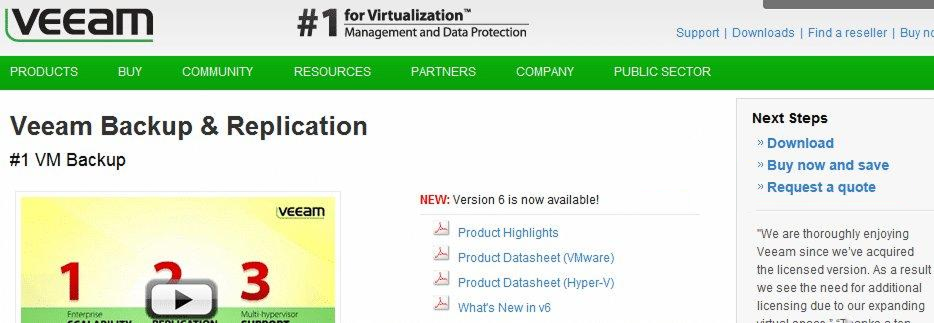 veeam
#1 for Virtualization™
Management and Data Protection
Support | Downloads | Find a reseller | Buy
PRODUCTS BUY COMMUNITY RESOURCES PARTNERS COMPANY PUBLIC SECTOR
Veeam Backup & Replication
#1 VM Backup
veeam
1 2 3
Enterprise
SCALABILITY
REPLICATION
Multi-hypervisor
SUPPORT
NEW: Version 6 is now available!
Product Highlights
Product Datasheet (VMware)
Product Datasheet (Hyper-V)
What's New in v6
Next Steps
» Download
» Buy now and save
» Request a quote
"We are thoroughly enjoying
Veeam since we've acquired
the licensed version. As a result
we see the need for additional
licensing due to our expanding
virtual space."